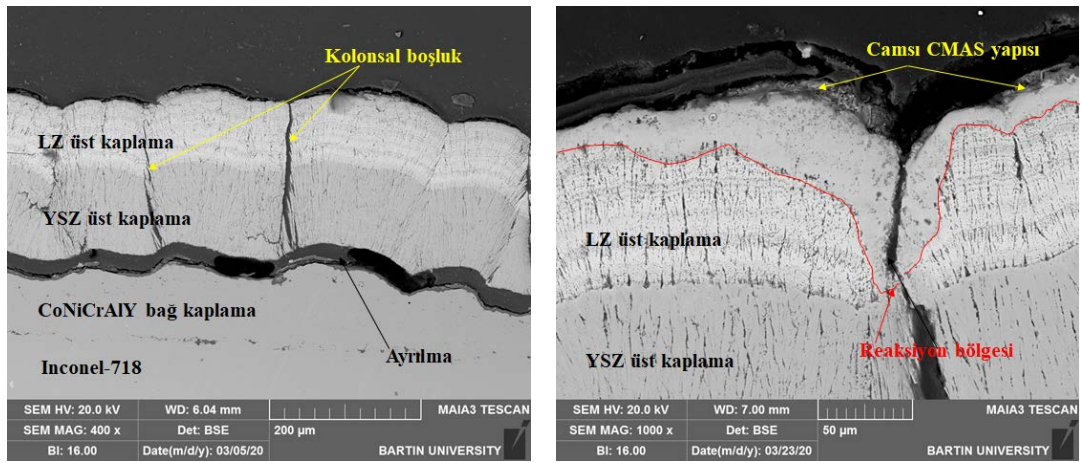 Kolonsal boşluk
LZ üst kaplama
YSZ üst kaplama
CoNiCrAlY bağ kaplama
Ayrılma
Inconel-718
SEM HV: 20.0 kV
WD: 6.04 mm
MAIA3 TESCAN
SEM MAG: 400 x
Det: BSE
200 µm
BI: 16.00
Date(m/d/y): 03/05/20
BARTIN UNIVERSITY
Camsı CMAS yapısı
LZ üst kaplama
Reaksiyon bölgesi
YSZ üst kaplama
SEM HV: 20.0 kV
WD: 7.00 mm
MAIA3 TESCAN
SEM MAG: 1000 x
Det: BSE
50 µm
BI: 16.00
Date(m/d/y): 03/23/20
BARTIN UNIVERSITY